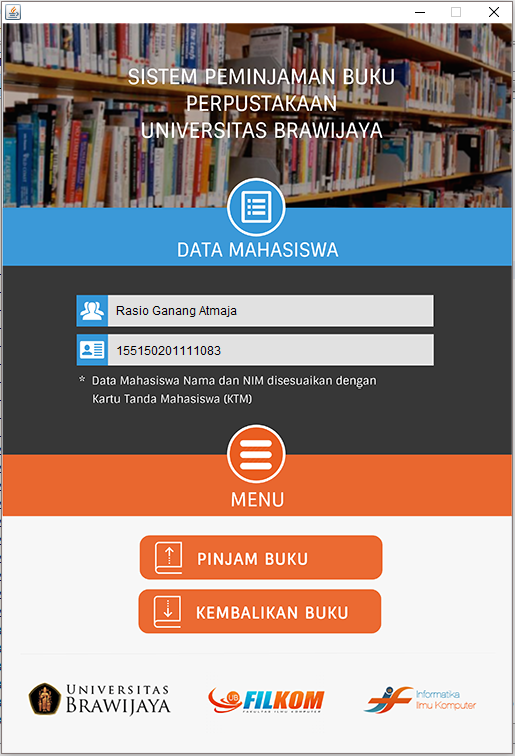 SISTEM PEMINJAMAN BUKU
PERPUSTAKAAN
UNIVERSITAS BRAWIJAYA
DATA MAHASISWA
Rasio Ganang Atmaja
155150201111083
* Data Mahasiswa Nama dan NIM disesuaikan dengan
Kartu Tanda Mahasiswa (KTM)
MENU
PINJAM BUKU
KEMBALIKAN BUKU
UNIVERSITAS
BRAWIJAYA
UB FILKOM
FAKULTAS ILMU KOMPUTER
Informatika
Ilmu Komputer